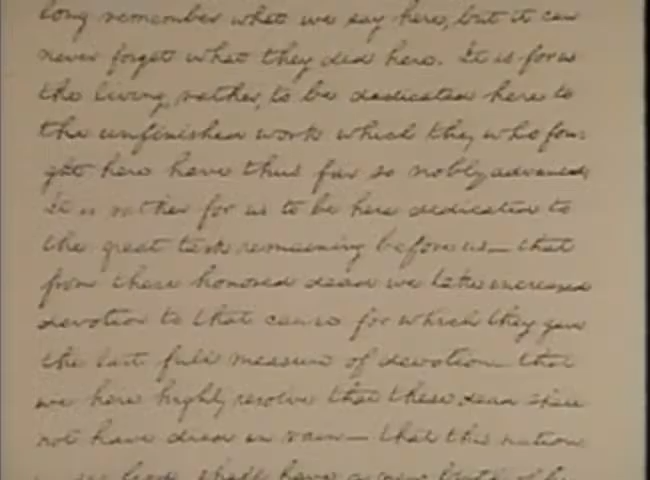 long remember what we say here, but it can
never forget what they did here. It is for us
the living, rather, to be dedicated here to
the unfinished work which they who fou-
ght here have thus far so nobly advanced.
It is rather for us to be here dedicated to
the great task remaining before us— that
from these honored dead we take increased
devotion to that cause for which they gave
the last full measure of devotion— that
we here highly resolve that these dead shall
not have died in vain— that this nation
shall have a new birth of